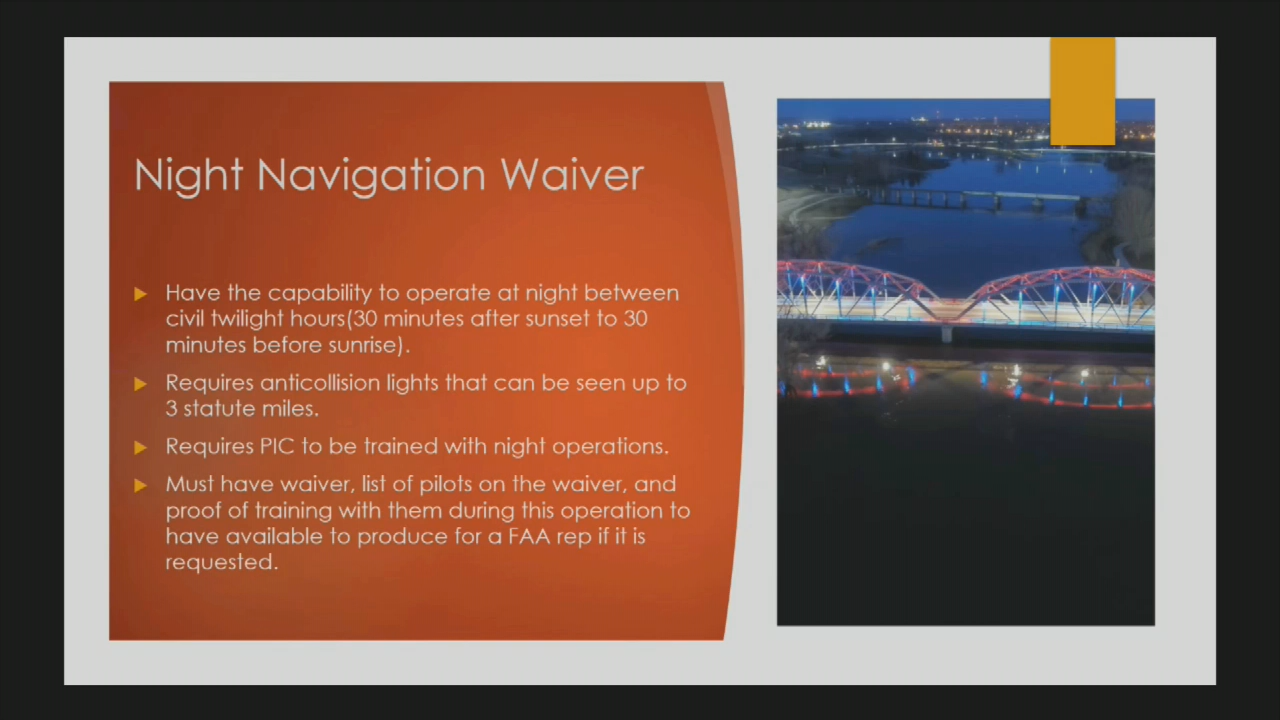 Night Navigation Waiver
Have the capability to operate at night between
civil twilight hours(30 minutes after sunset to 30
minutes before sunrise).
Requires anticollision lights that can be seen up to
3 statute miles.
Requires PIC to be trained with night operations.
Must have waiver, list of pilots on the waiver, and
proof of training with them during this operation to
have available to produce for a FAA rep if it is
requested.